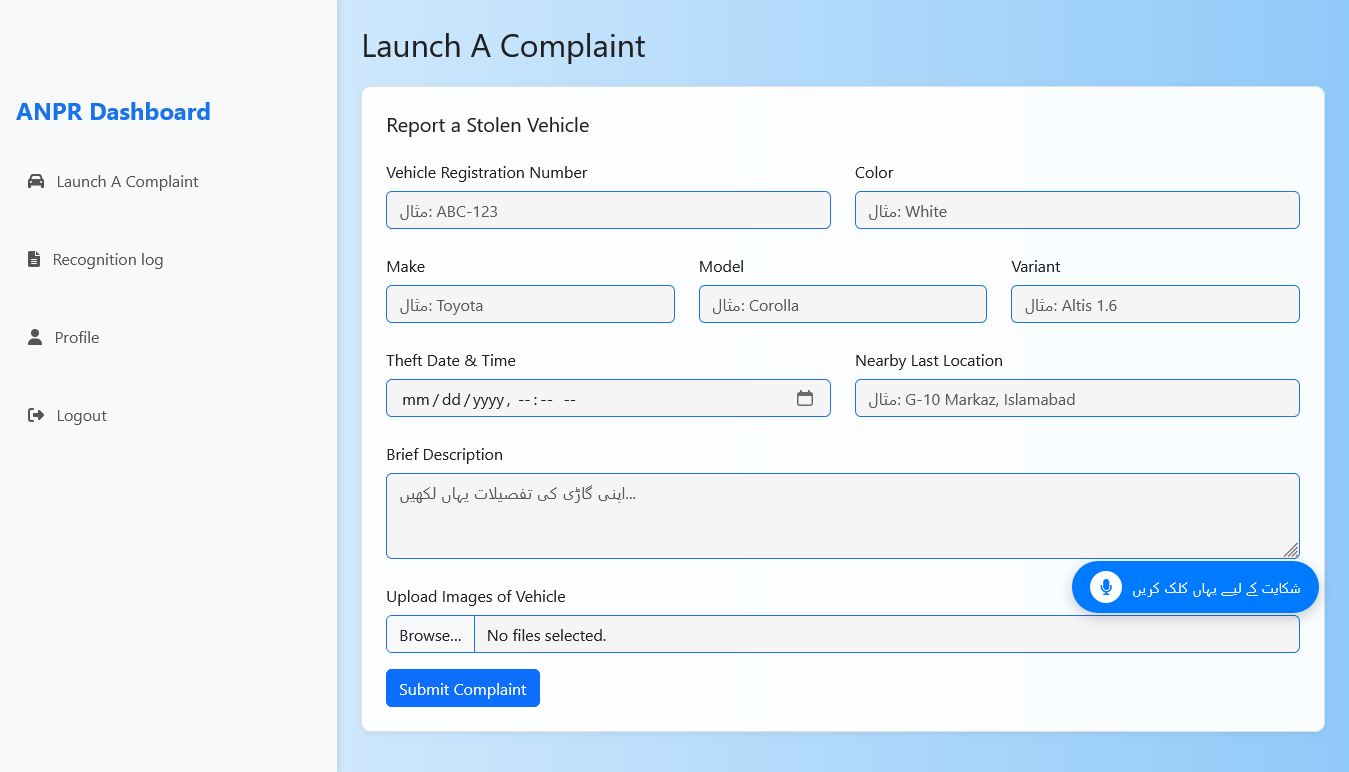 Launch A Complaint
ANPR Dashboard
Launch A Complaint
Recognition log
Profile
Logout
Report a Stolen Vehicle
Vehicle Registration Number
Color
مثال: ABC-123
مثال: White
Make
Model
Variant
مثال: Toyota
مثال: Corolla
مثال: Altis 1.6
Theft Date & Time
Nearby Last Location
mm/dd/yyyy, --:-- --
مثال: G-10 Markaz, Islamabad
Brief Description
اپنی گاڑی کی تفصیلات یہاں لکھیں...
شکایت کے لیے یہاں کلک کریں
Upload Images of Vehicle
Browse... No files selected.
Submit Complaint